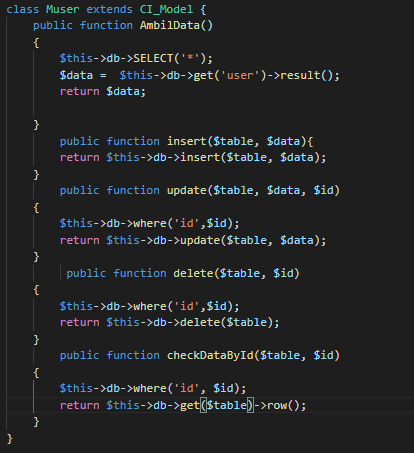 class Muser extends CI_Model {
    public function AmbilData()
    {
        $this->db->SELECT('*');
        $data =  $this->db->get('user')->result();
        return $data;

    }
        public function insert($table, $data){
        return $this->db->insert($table, $data);
    }
        public function update($table, $data, $id)
    {
        $this->db->where('id',$id);
        return $this->db->update($table, $data);
    }
         public function delete($table, $id)
    {
        $this->db->where('id',$id);
        return $this->db->delete($table);
    }
        public function checkDataById($table, $id)
    {
        $this->db->where('id', $id);
        return $this->db->get($table)->row();
    }
}